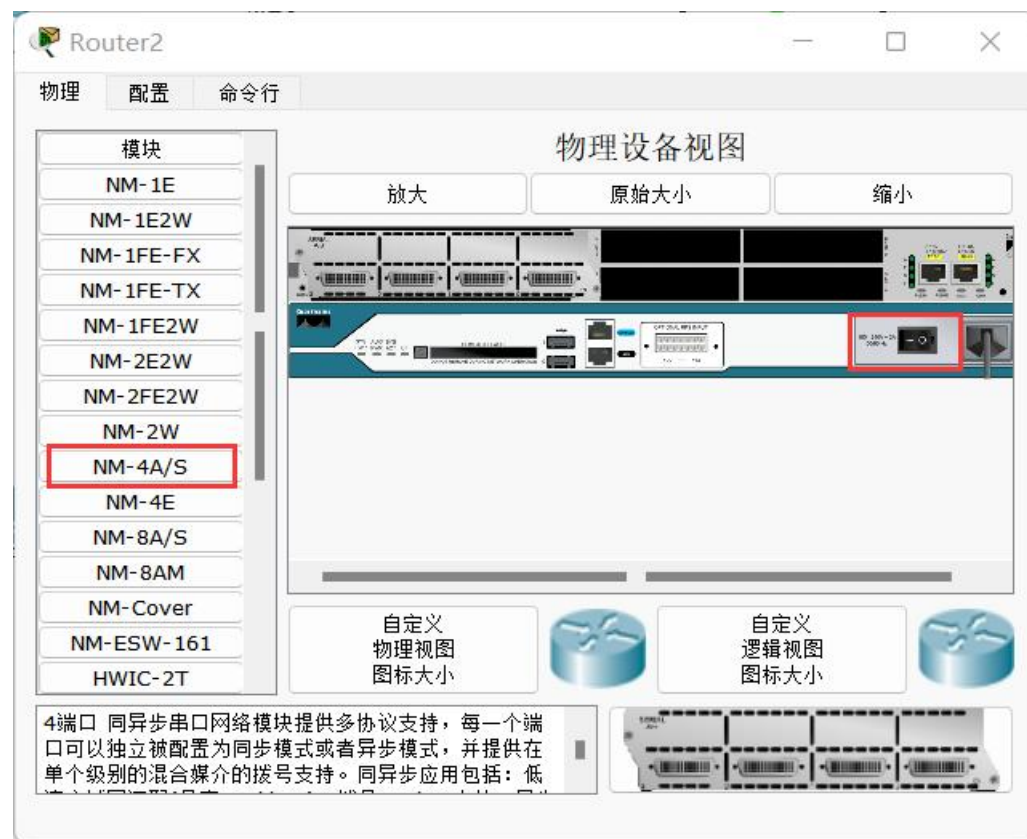 Router2
物理 配置 命令行
模块
NM-1E
NM-1E2W
NM-1FE-FX
NM-1FE-TX
NM-1FE2W
NM-2E2W
NM-2FE2W
NM-2W
NM-4A/S
NM-4E
NM-8A/S
NM-8AM
NM-Cover
NM-ESW-161
HWIC-2T
物理设备视图
放大 原始大小 缩小
自定义
物理视图
图标大小
自定义
逻辑视图
图标大小
4端口 同异步串口网络模块提供多协议支持，每一个端
口可以独立被配置为同步模式或者异步模式，并提供在
单个级别的混合媒介的拨号支持。同异步应用包括：低